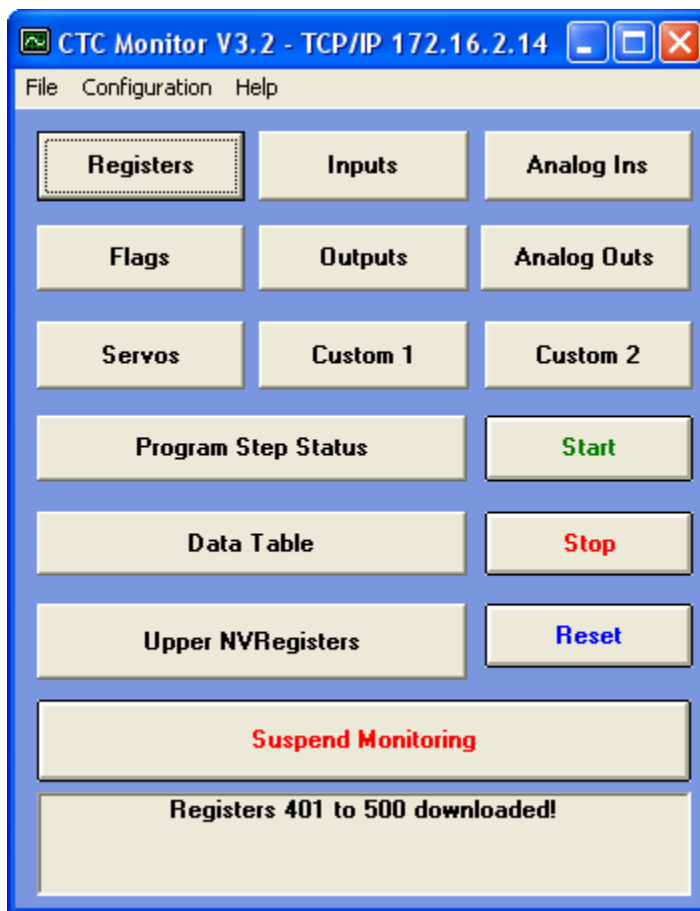 CTC Monitor V3.2 - TCP/IP 172.16.2.14
File Configuration Help
Registers Inputs Analog Ins
Flags Outputs Analog Outs
Servos Custom 1 Custom 2
Program Step Status Start
Data Table Stop
Upper NVRegisters Reset
Suspend Monitoring
Registers 401 to 500 downloaded!